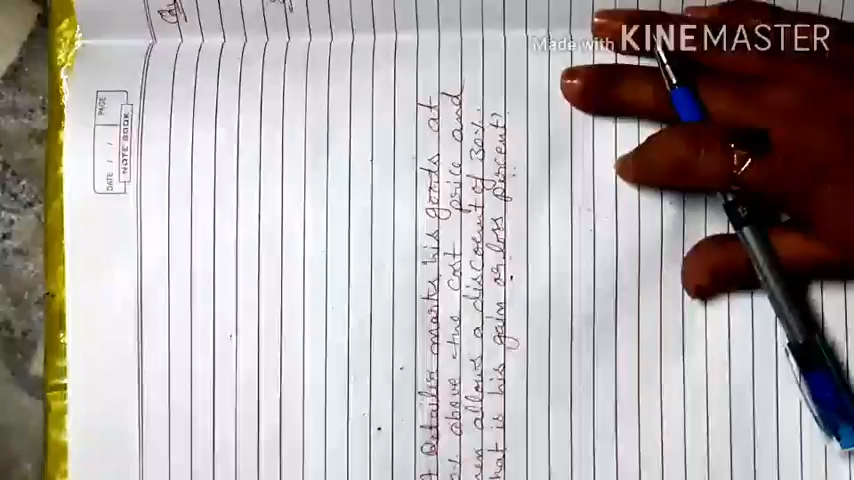 Made with KINEMASTER
PAGE
DATE / /
NOTE BOOK
A Retailer marks his goods at
% above the cost price and
then allows a discount of 30%.
What is his gain or loss percent?